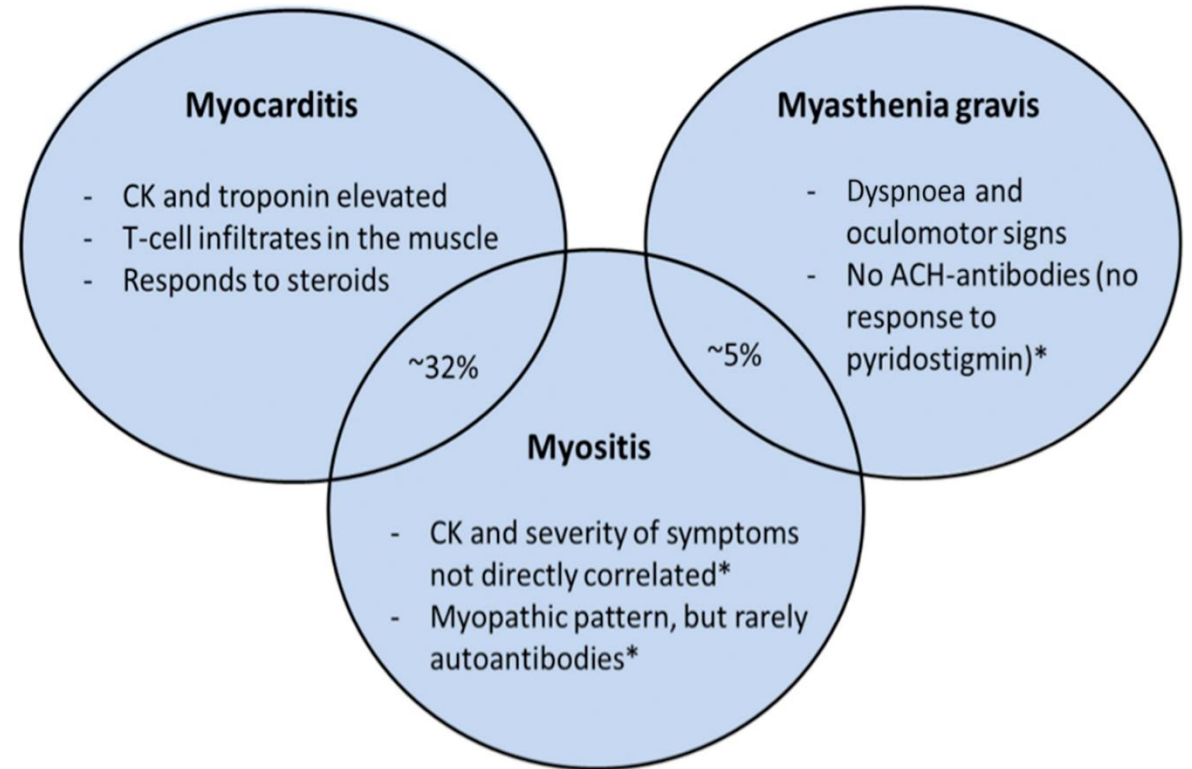 Myocarditis
- CK and troponin elevated
- T-cell infiltrates in the muscle
- Responds to steroids
Myasthenia gravis
- Dyspnoea and
oculomotor signs
- No ACH-antibodies (no
response to
pyridostigmin)*
~32%
~5%
Myositis
- CK and severity of symptoms
not directly correlated*
- Myopathic pattern, but rarely
autoantibodies*